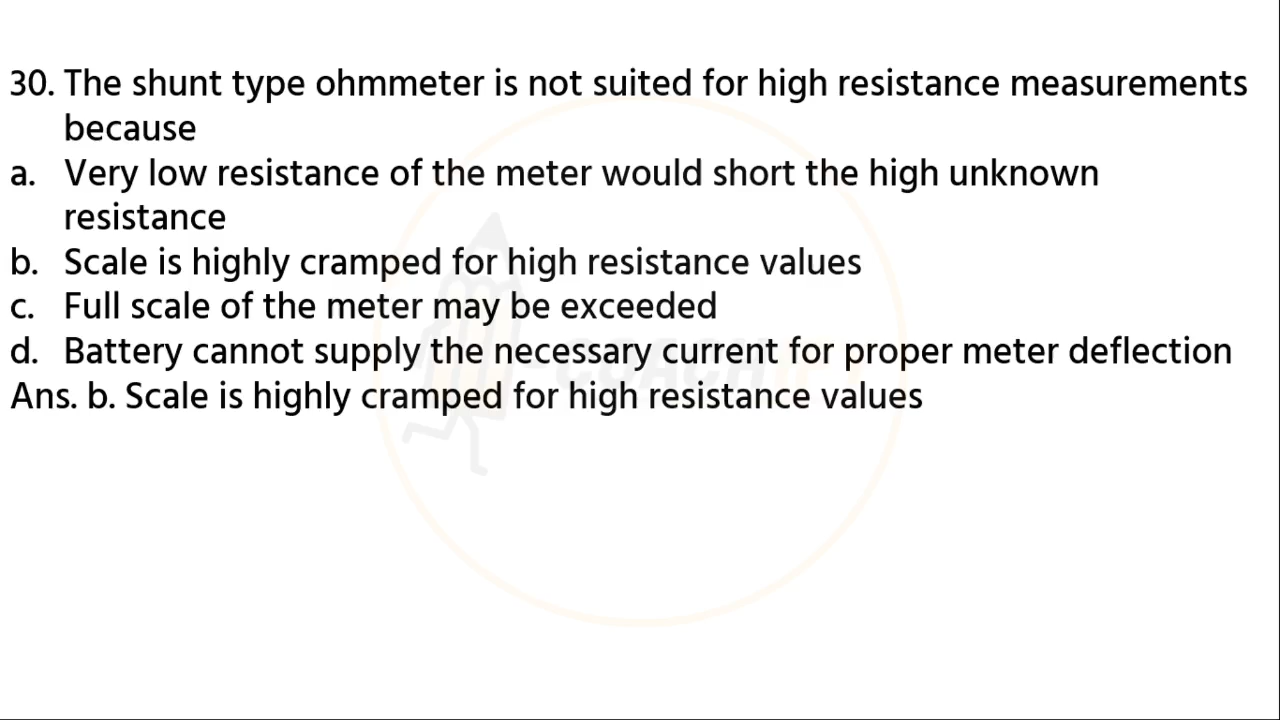 30. The shunt type ohmmeter is not suited for high resistance measurements
because
a. Very low resistance of the meter would short the high unknown
resistance
b. Scale is highly cramped for high resistance values
c. Full scale of the meter may be exceeded
d. Battery cannot supply the necessary current for proper meter deflection
Ans. b. Scale is highly cramped for high resistance values